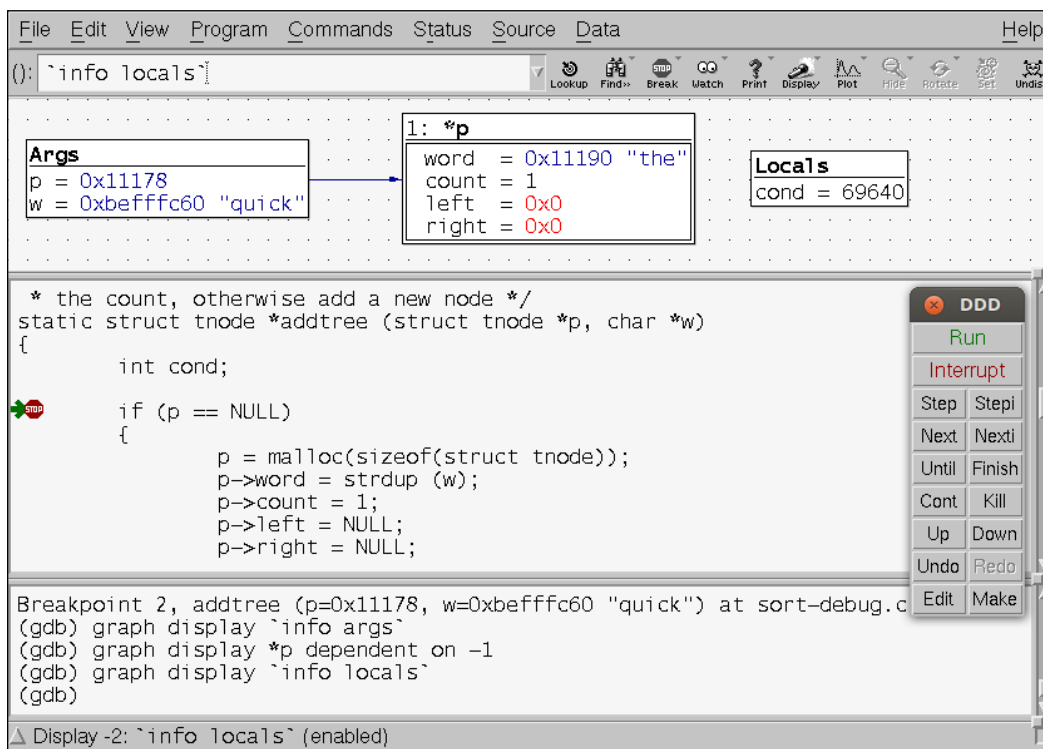 File Edit View Program Commands Status Source Data Help
(): `info locals`
Lookup Find» Break Watch Print Display Plot Hide Rotate Set Undis
STOP
1: *p
word = 0x11190 "the"
count = 1
left = 0x0
right = 0x0
Args
p = 0x11178
w = 0xbefffc60 "quick"
Locals
cond = 69640
* the count, otherwise add a new node */
static struct tnode *addtree (struct tnode *p, char *w)
{
int cond;
STOP
if (p == NULL)
{
p = malloc(sizeof(struct tnode));
p->word = strdup (w);
p->count = 1;
p->left = NULL;
p->right = NULL;
DDD
Run
Interrupt
Step Stepi
Next Nexti
Until Finish
Cont Kill
Up Down
Undo Redo
Edit Make
Breakpoint 2, addtree (p=0x11178, w=0xbefffc60 "quick") at sort-debug.c
(gdb) graph display `info args`
(gdb) graph display *p dependent on -1
(gdb) graph display `info locals`
(gdb)
Display -2: `info locals` (enabled)